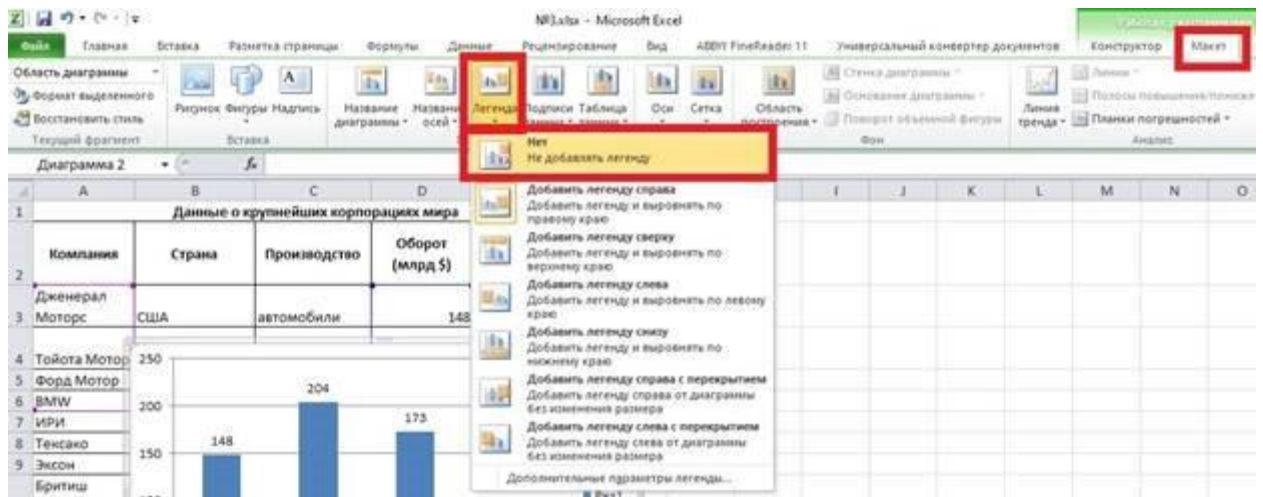 №3.xlsx - Microsoft Excel
Файл Главная Вставка Разметка страницы Формулы Данные Рецензирование Вид ABBYY FineReader 11 Универсальный конвертер документов Конструктор Макет
Область диаграммы
Формат выделенного
Восстановить стиль
Текущий фрагмент
Рисунок Фигуры Надпись
Вставка
Название диаграммы
Названия осей
Легенда
Подписи данных
Таблица данных
Оси Сетка
Область построения
Стенка диаграммы
Основание диаграммы
Поворот объемной фигуры
Фон
Линия тренда
Линии
Полосы повышения/пониже
Планки погрешностей
Анализ
Диаграмма 2 fx
A B C D I J K L M N O
1 Данные о крупнейших корпорациях мира
2 Компания Страна Производство Оборот (млрд $)
3 Дженерал Моторс США автомобили 148
4 Тойота Мотор
5 Форд Мотор
6 BMW
7 ИРИ
8 Тексако
9 Эксон
Бритиш
250
204
200
173
148
150
Нет
Не добавлять легенду
Добавить легенду справа
Добавить легенду и выровнять по
правому краю
Добавить легенду сверху
Добавить легенду и выровнять по
верхнему краю
Добавить легенду слева
Добавить легенду и выровнять по левому
краю
Добавить легенду снизу
Добавить легенду и выровнять по
нижнему краю
Добавить легенду справа с перекрытием
Добавить легенду справа от диаграммы
без изменения размера
Добавить легенду слева с перекрытием
Добавить легенду слева от диаграммы
без изменения размера
Дополнительные параметры легенды...